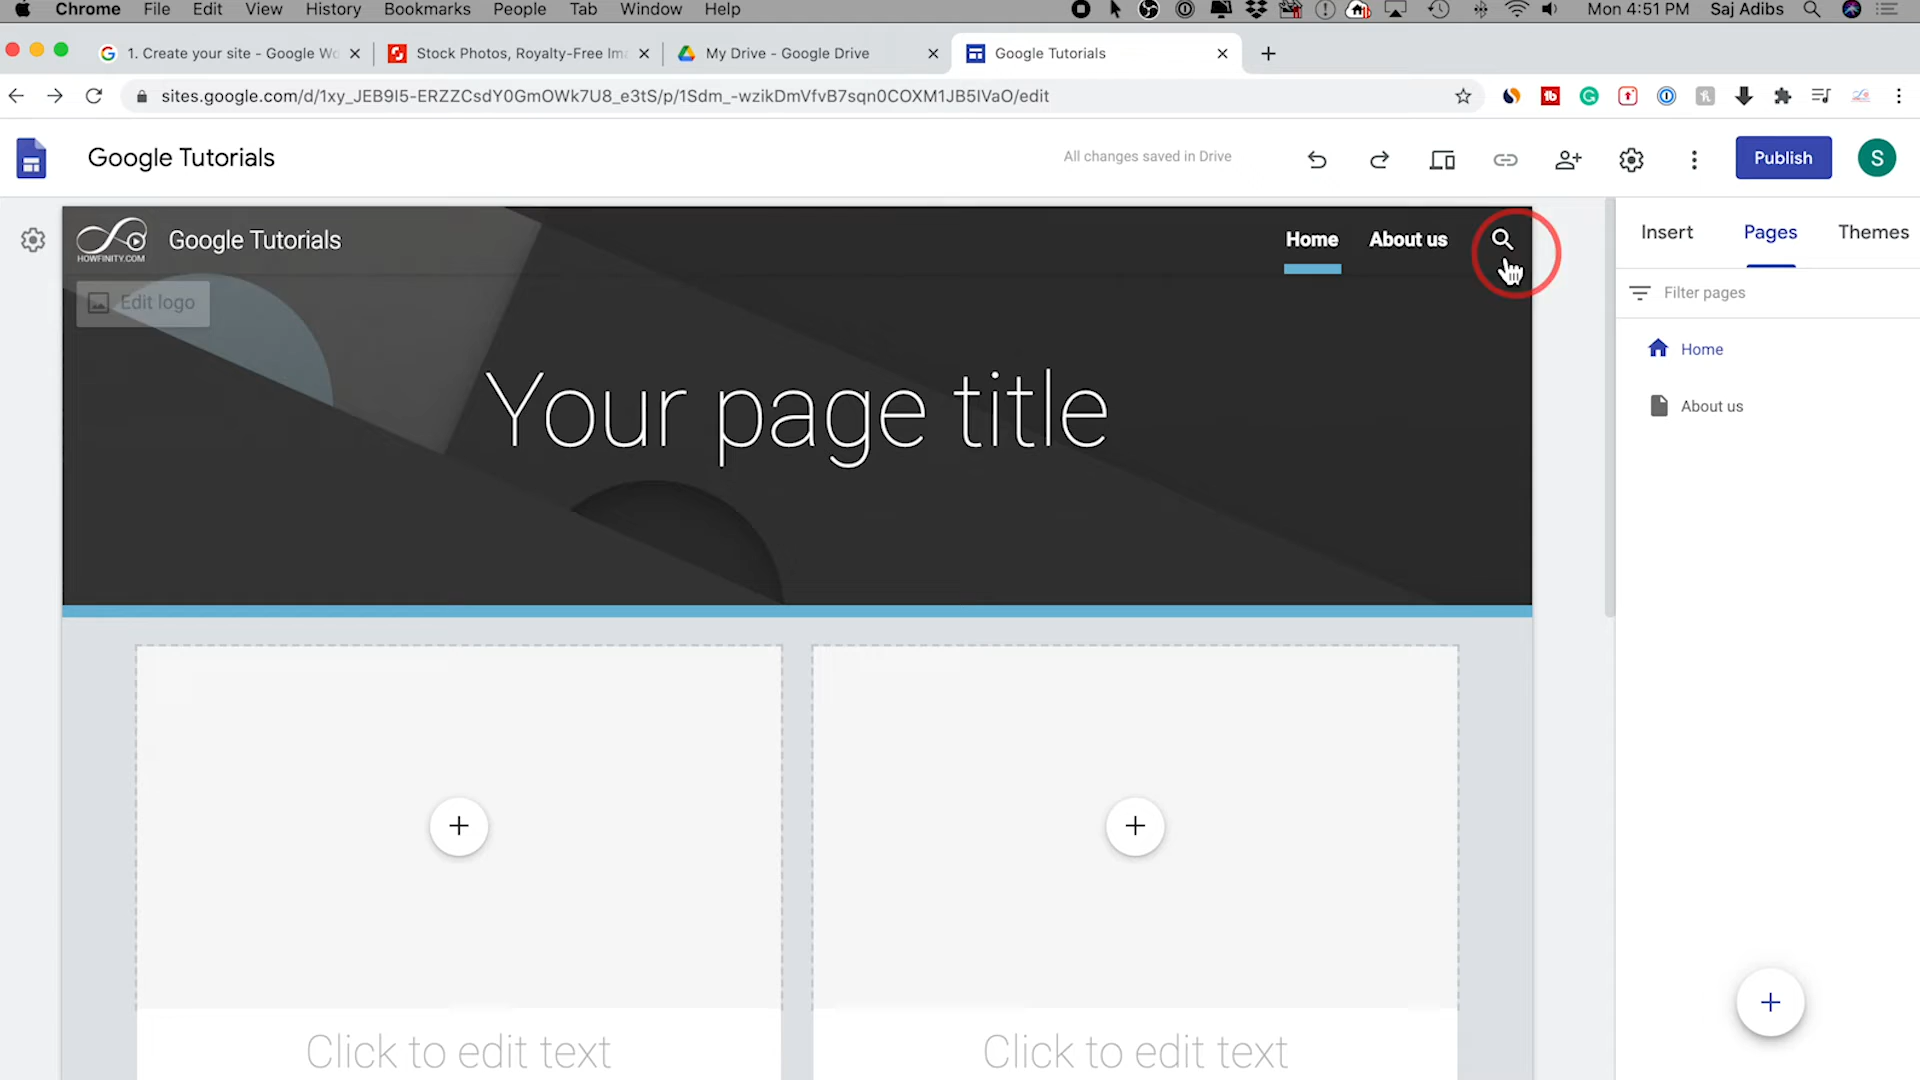 Chrome File Edit View History Bookmarks People Tab Window Help Mon 4:51 PM Saj Adibs
1. Create your site - Google Wo
Stock Photos, Royalty-Free Ima
My Drive - Google Drive
Google Tutorials
sites.google.com/d/1xy_JEB9I5-ERZZCsdY0GmOWk7U8_e3tS/p/1Sdm_-wzikDmVfvB7sqn0COXM1JB5IVaO/edit
Google Tutorials
All changes saved in Drive
Publish
S
HOWFINITY.COM
Google Tutorials
Home
About us
Insert
Pages
Themes
Edit logo
Filter pages
Your page title
Home
About us
Click to edit text
Click to edit text